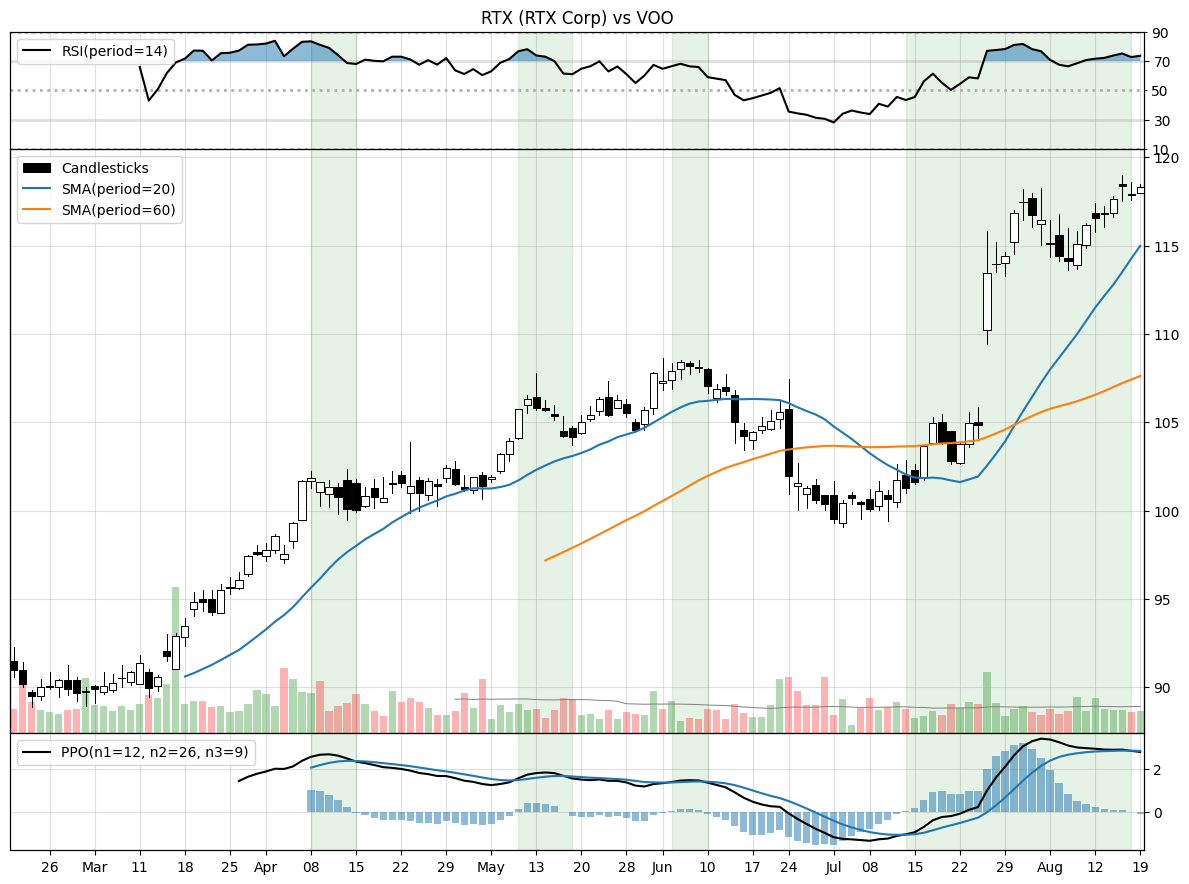 RTX (RTX Corp) vs VOO
RSI(period=14)
90
70
50
30
10
Candlesticks
SMA(period=20)
SMA(period=60)
120
115
110
105
100
95
90
PPO(n1=12, n2=26, n3=9)
2
0
26 Mar 11 18 25 Apr 08 15 22 29 May 13 20 28 Jun 10 17 24 Jul 08 15 22 29 Aug 12 19